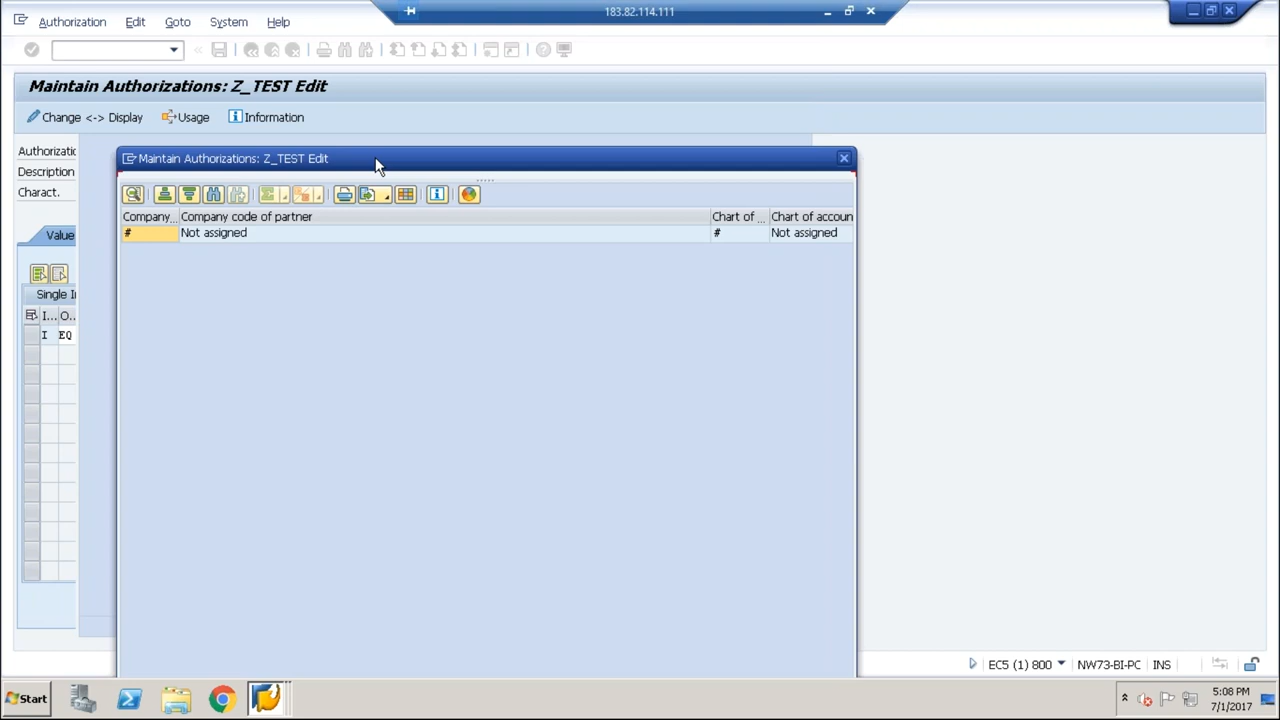 183.82.114.111
Authorization Edit Goto System Help
Maintain Authorizations: Z_TEST Edit
Change <-> Display Usage Information
Authorizatic
Description
Charact.
Maintain Authorizations: Z_TEST Edit
Company... Company code of partner Chart of ... Chart of accoun
# Not assigned # Not assigned
Value
Single Ir
I... O..
I EQ
EC5 (1) 800 NW73-BI-PC INS
Start
5:08 PM
7/1/2017